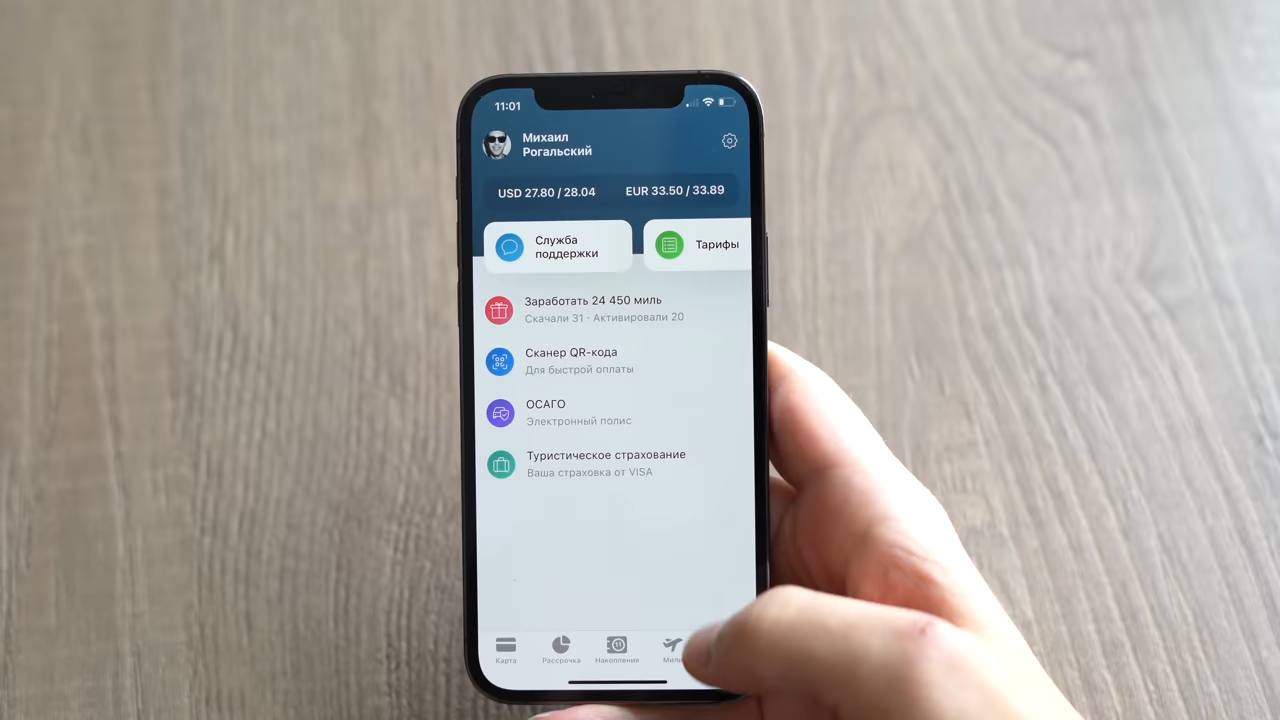 11:01
Михаил
Рогальский
USD 27.80 / 28.04
EUR 33.50 / 33.89
Служба
поддержки
Тарифы
Заработать 24 450 миль
Скачали 31 · Активировали 20
Сканер QR-кода
Для быстрой оплаты
ОСАГО
Электронный полис
Туристическое страхование
Ваша страховка от VISA
Карта
Рассрочка
Накопления